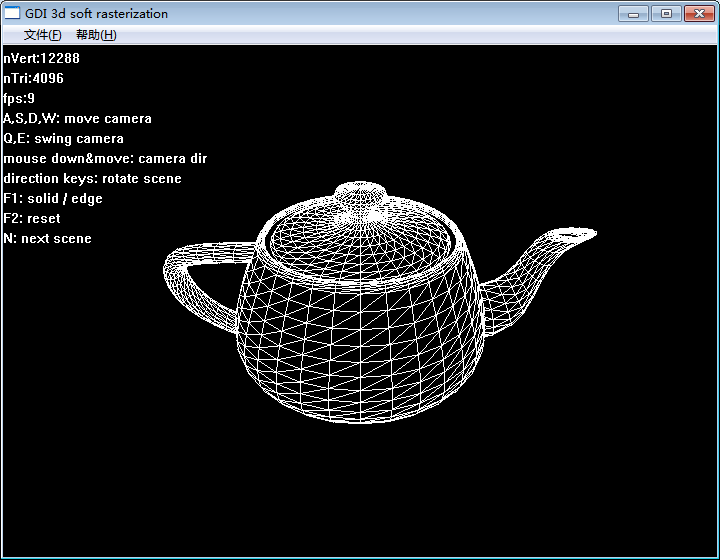 GDI 3d soft rasterization
文件(F) 帮助(H)
nVert:12288
nTri:4096
fps:9
A,S,D,W: move camera
Q,E: swing camera
mouse down&move: camera dir
direction keys: rotate scene
F1: solid / edge
F2: reset
N: next scene